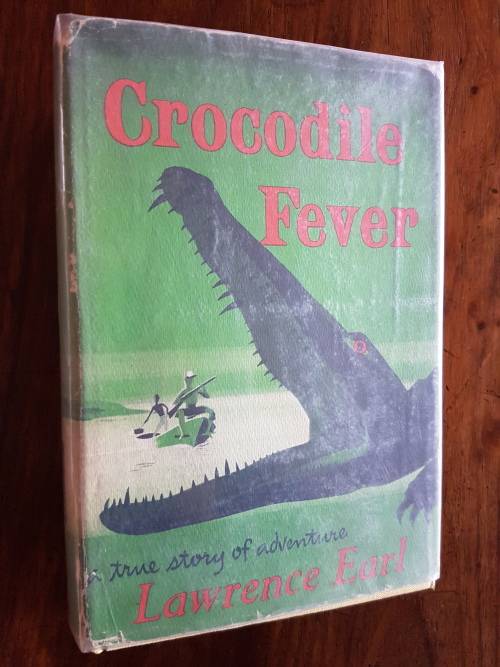 Crocodile
Fever
a true story of adventure
Lawrence Earl